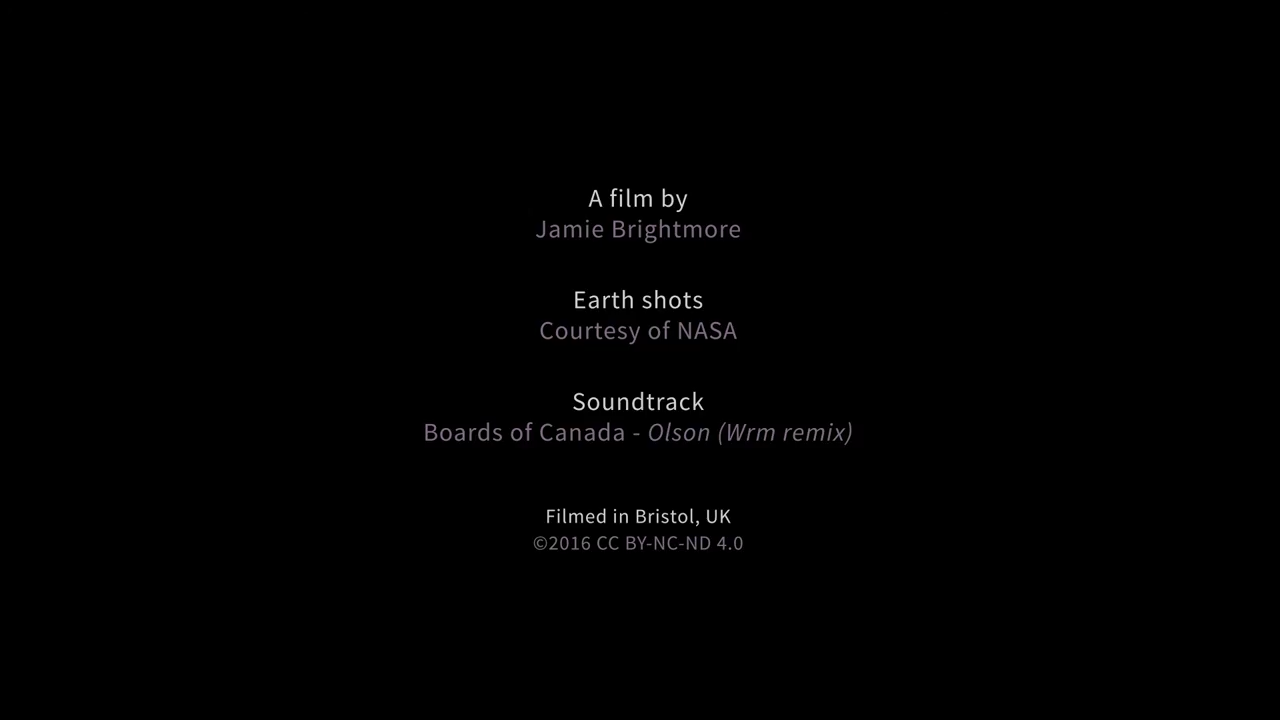 A film by
Jamie Brightmore
Earth shots
Courtesy of NASA
Soundtrack
Boards of Canada - Olson (Wrm remix)
Filmed in Bristol, UK
©2016 CC BY-NC-ND 4.0